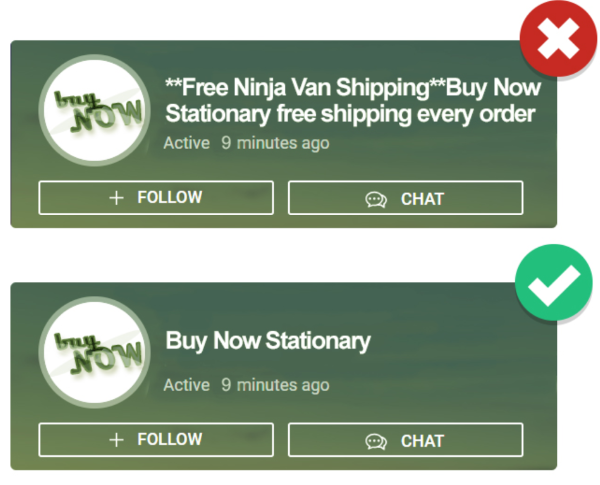 buy
NOW
**Free Ninja Van Shipping**Buy Now
Stationary free shipping every order
Active 9 minutes ago
+ FOLLOW
CHAT
buy
NOW
Buy Now Stationary
Active 9 minutes ago
+ FOLLOW
CHAT